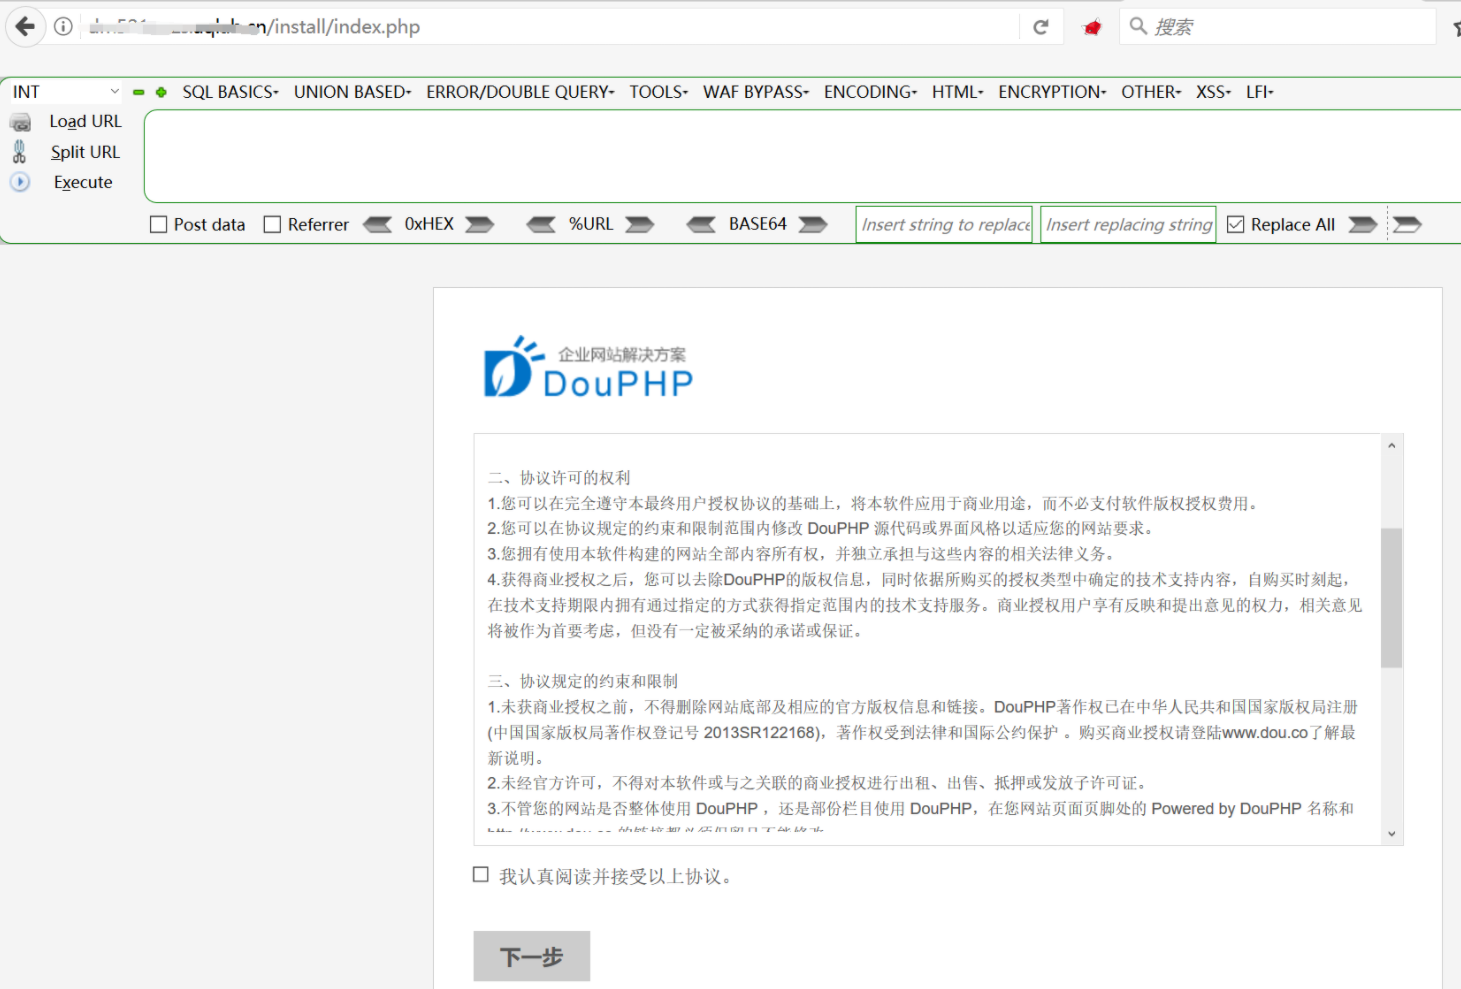 /install/index.php
搜索
INT
SQL BASICS
UNION BASED
ERROR/DOUBLE QUERY
TOOLS
WAF BYPASS
ENCODING
HTML
ENCRYPTION
OTHER
XSS
LFI
Load URL
Split URL
Execute
Post data
Referrer
0xHEX
%URL
BASE64
Insert string to replace
Insert replacing string
Replace All
企业网站解决方案
DouPHP
二、协议许可的权利
1.您可以在完全遵守本最终用户授权协议的基础上，将本软件应用于商业用途，而不必支付软件版权授权费用。
2.您可以在协议规定的约束和限制范围内修改 DouPHP 源代码或界面风格以适应您的网站要求。
3.您拥有使用本软件构建的网站全部内容所有权，并独立承担与这些内容的相关法律义务。
4.获得商业授权之后，您可以去除DouPHP的版权信息，同时依据所购买的授权类型中确定的技术支持内容，自购买时刻起，
在技术支持期限内拥有通过指定的方式获得指定范围内的技术支持服务。商业授权用户享有反映和提出意见的权力，相关意见
将被作为首要考虑，但没有一定被采纳的承诺或保证。
三、协议规定的约束和限制
1.未获商业授权之前，不得删除网站底部及相应的官方版权信息和链接。DouPHP著作权已在中华人民共和国国家版权局注册
(中国国家版权局著作权登记号 2013SR122168)，著作权受到法律和国际公约保护 。购买商业授权请登陆www.dou.co了解最
新说明。
2.未经官方许可，不得对本软件或与之关联的商业授权进行出租、出售、抵押或发放子许可证。
3.不管您的网站是否整体使用 DouPHP ，还是部份栏目使用 DouPHP，在您网站页面页脚处的 Powered by DouPHP 名称和
我认真阅读并接受以上协议。
下一步